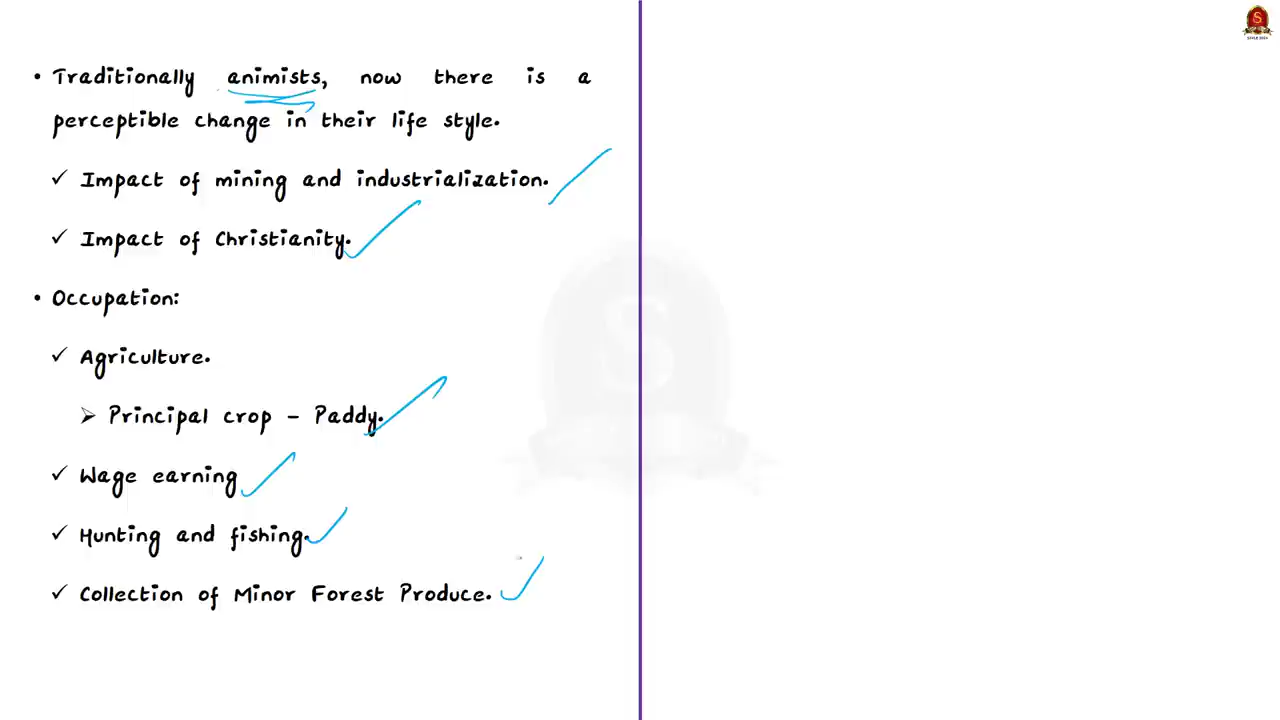 • Traditionally animists, now there is a
perceptible change in their life style.
✓ Impact of mining and industrialization.
✓ Impact of Christianity.
• Occupation:
✓ Agriculture.
➤ Principal crop – Paddy.
✓ Wage earning
✓ Hunting and fishing.
✓ Collection of Minor Forest Produce.